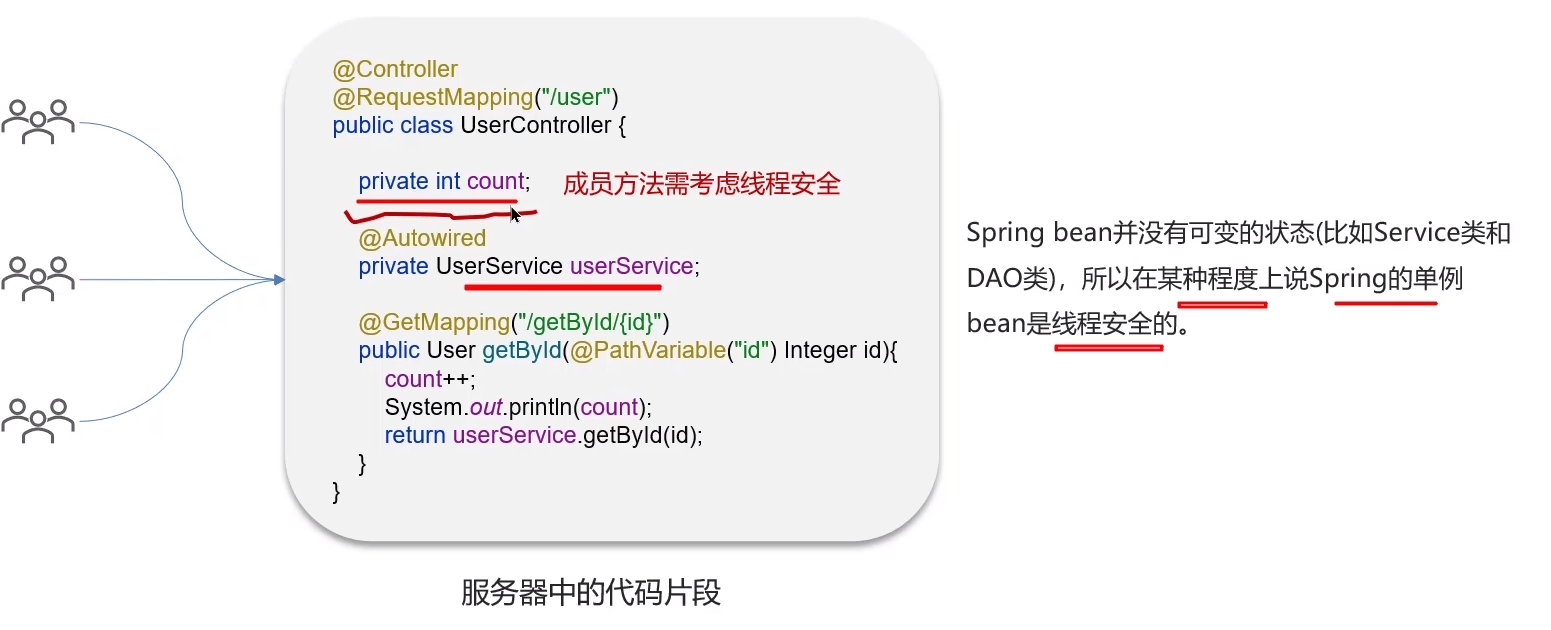 @Controller
@RequestMapping("/user")
public class UserController {
private int count;
成员方法需考虑线程安全
@Autowired
private UserService userService;
@GetMapping("/getById/{id}")
public User getById(@PathVariable("id") Integer id){
count++;
System.out.println(count);
return userService.getById(id);
}
}
服务器中的代码片段
Spring bean并没有可变的状态(比如Service类和
DAO类)，所以在某种程度上说Spring的单例
bean是线程安全的。